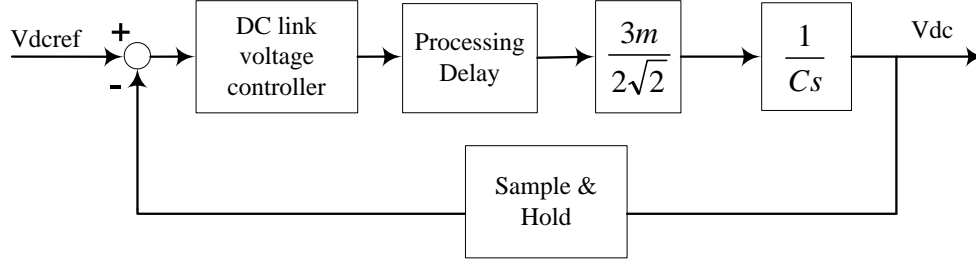 Vdcref
+
-
DC link
voltage
controller
Processing
Delay
3m
2√2
1
Cs
Vdc
Sample &
Hold